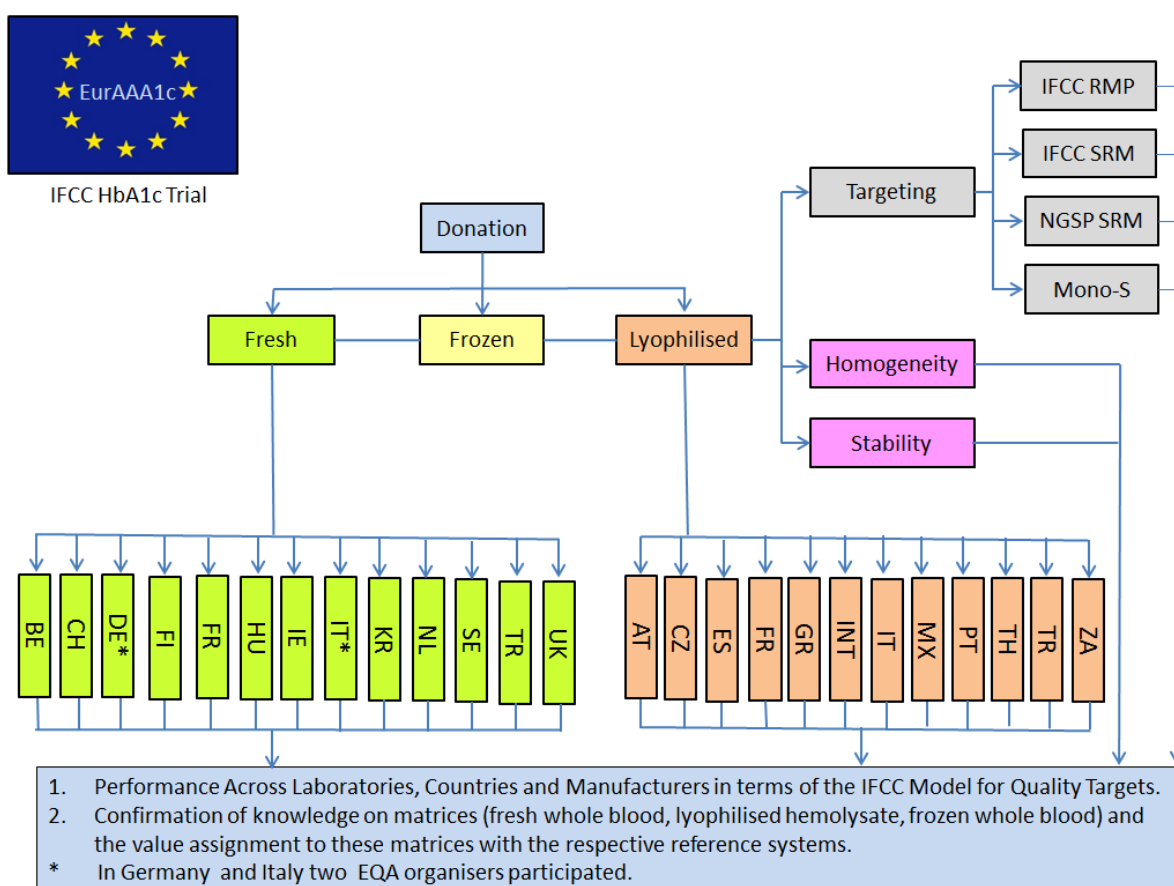 EurAAA1c
IFCC HbA1c Trial
Donation
Fresh
Frozen
Lyophilised
Targeting
IFCC RMP
IFCC SRM
NGSP SRM
Mono-S
Homogeneity
Stability
BE
CH
DE*
FI
FR
HU
IE
IT*
KR
NL
SE
TR
UK
AT
CZ
ES
FR
GR
INT
IT
MX
PT
TH
TR
ZA
1. Performance Across Laboratories, Countries and Manufacturers in terms of the IFCC Model for Quality Targets.
2. Confirmation of knowledge on matrices (fresh whole blood, lyophilised hemolysate, frozen whole blood) and
the value assignment to these matrices with the respective reference systems.
* In Germany and Italy two EQA organisers participated.